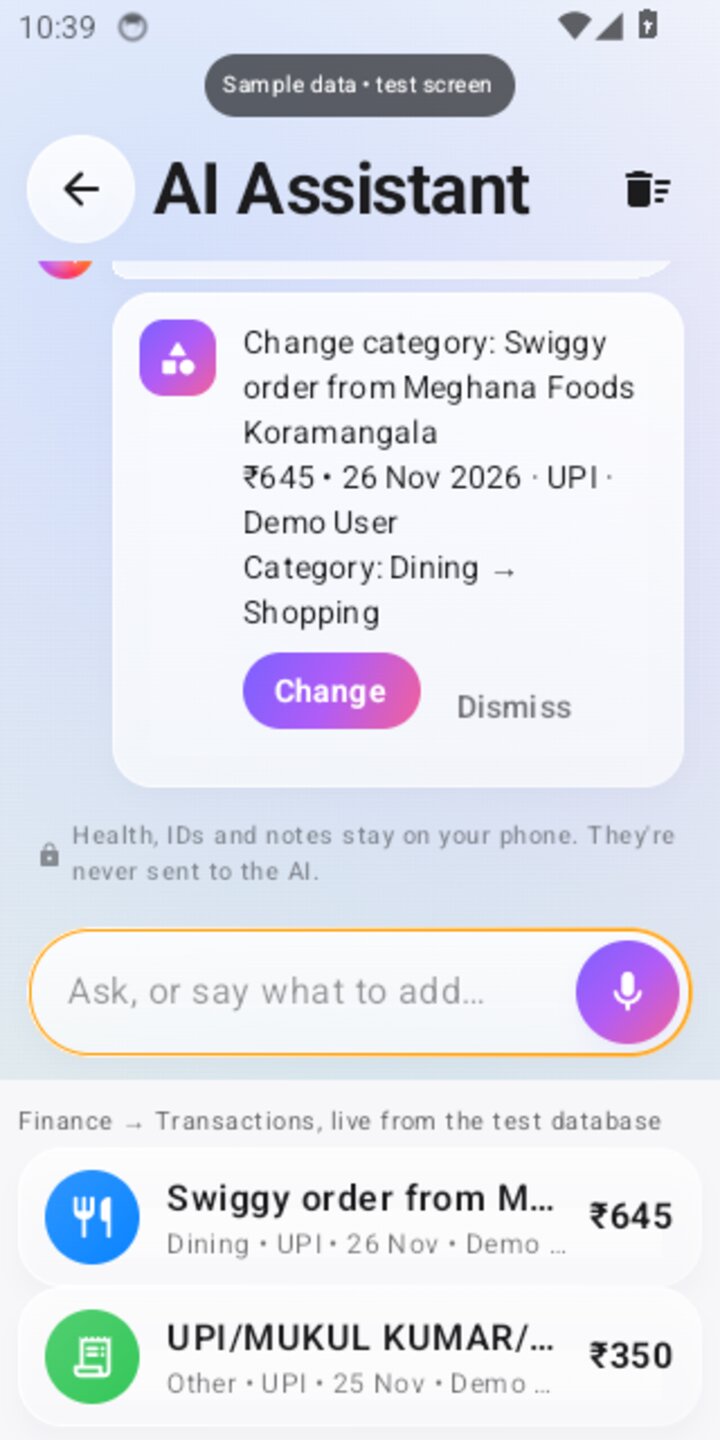 10:39
Sample data • test screen
AI Assistant
Change category: Swiggy
order from Meghana Foods
Koramangala
₹645 • 26 Nov 2026 · UPI ·
Demo User
Category: Dining →
Shopping
Change
Dismiss
Health, IDs and notes stay on your phone. They're
never sent to the AI.
Ask, or say what to add…
Finance → Transactions, live from the test database
Swiggy order from M…
₹645
Dining • UPI • 26 Nov • Demo …
UPI/MUKUL KUMAR/…
₹350
Other • UPI • 25 Nov • Demo …